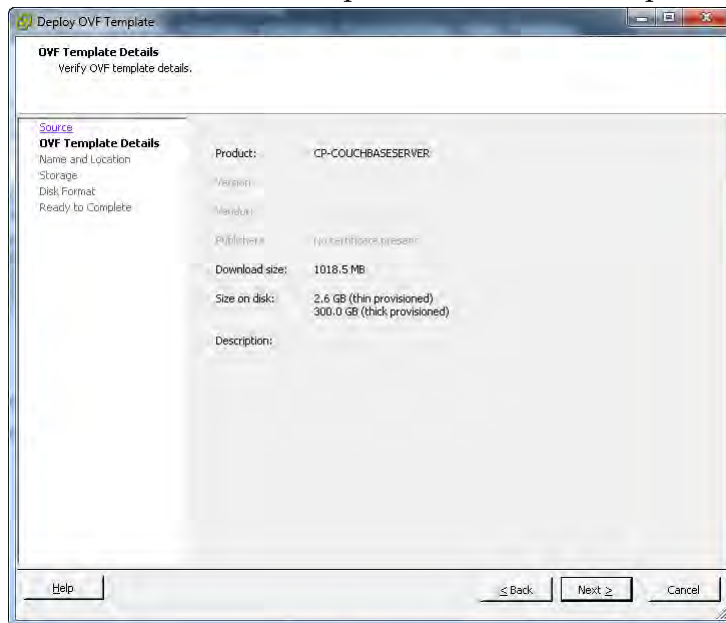 Deploy OVF Template
OVF Template Details
Verify OVF template details.
Source
OVF Template Details
Name and Location
Storage
Disk Format
Ready to Complete
Product: CP-COUCHBASESERVER
Version:
Vendor:
Publisher: No certificate present
Download size: 1018.5 MB
Size on disk: 2.6 GB (thin provisioned)
300.0 GB (thick provisioned)
Description:
Help
≤ Back
Next ≥
Cancel